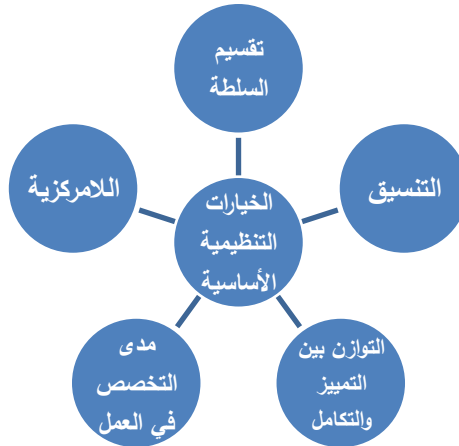 تقسيم
السلطة
التنسيق
اللامركزية
الخيارات
التنظيمية
الأساسية
التوازن بين
التمييز
والتكامل
مدى
التخصص
في العمل